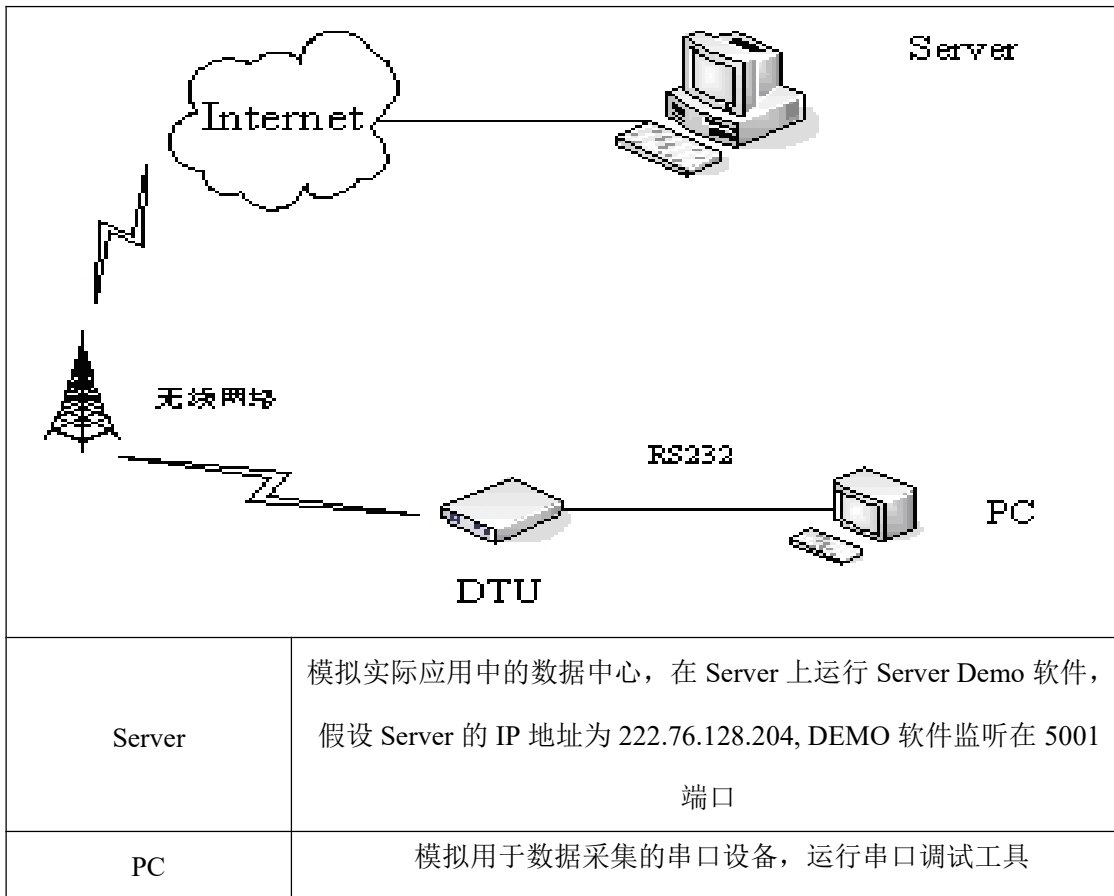 Server
Internet
无线网络
RS232
PC
DTU
Server
模拟实际应用中的数据中心，在 Server 上运行 Server Demo 软件，
假设 Server 的 IP 地址为 222.76.128.204, DEMO 软件监听在 5001
端口
PC
模拟用于数据采集的串口设备，运行串口调试工具